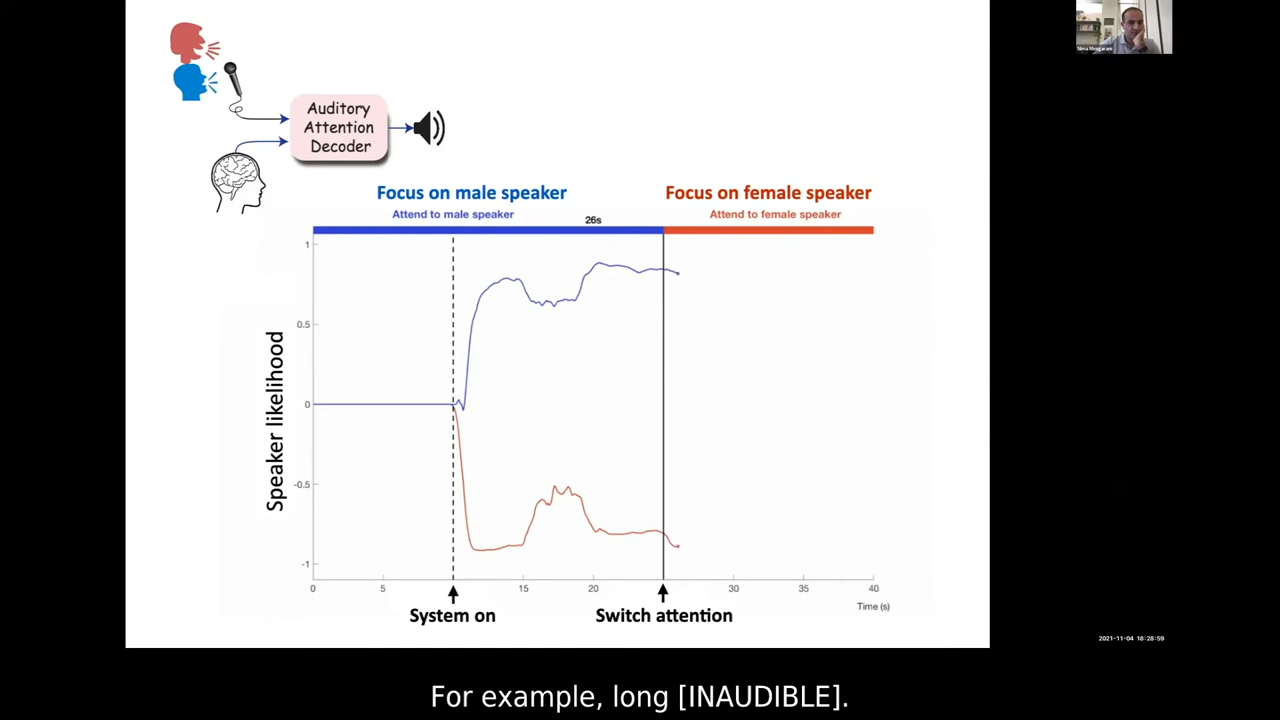 Nima Mesgarani
Auditory
Attention
Decoder
Focus on male speaker
Focus on female speaker
Attend to male speaker
26s
Attend to female speaker
Speaker likelihood
1
0.5
0
-0.5
-1
0
5
15
20
30
35
40
Time (s)
System on
Switch attention
2021-11-04 18:28:59
For example, long [INAUDIBLE].